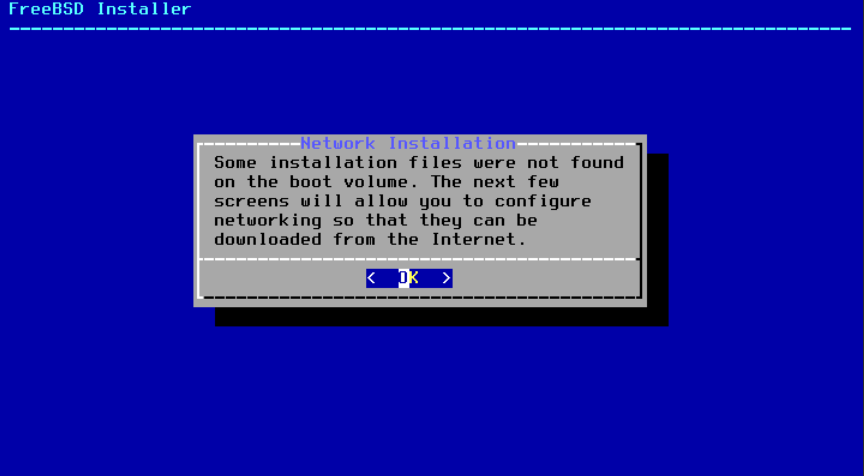 FreeBSD Installer
Network Installation
Some installation files were not found
on the boot volume. The next few
screens will allow you to configure
networking so that they can be
downloaded from the Internet.
<  OK  >